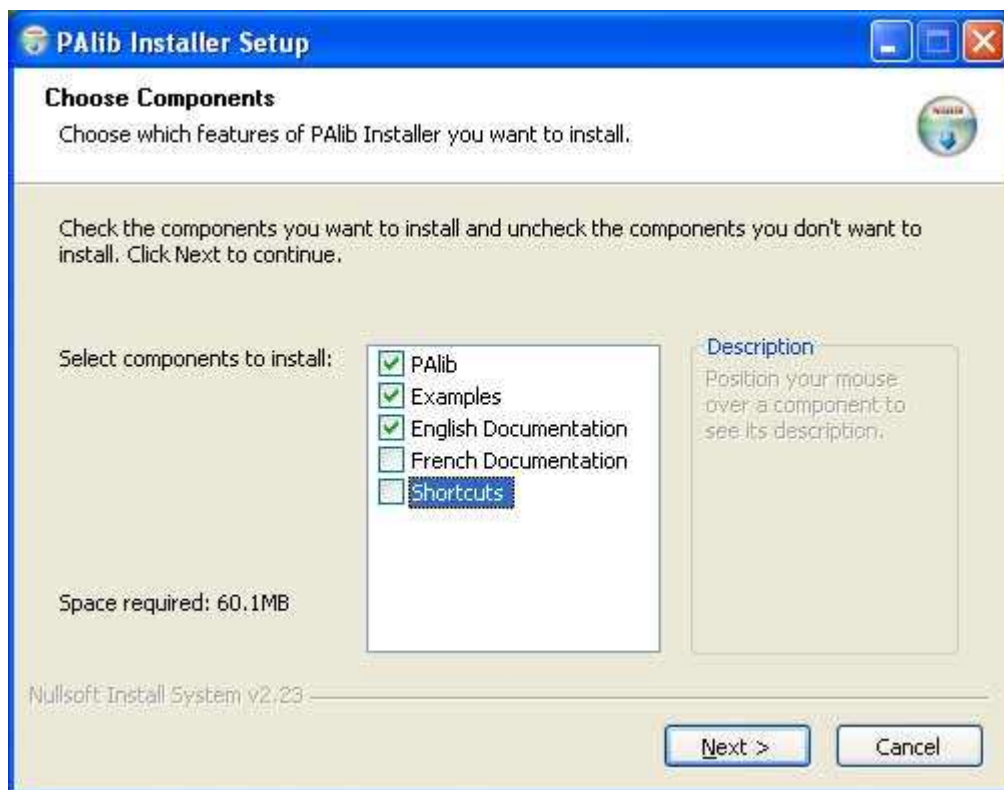 PAlib Installer Setup
Choose Components
Choose which features of PAlib Installer you want to install.
Check the components you want to install and uncheck the components you don't want to
install. Click Next to continue.
Select components to install:
PAlib
Examples
English Documentation
French Documentation
Shortcuts
Description
Position your mouse
over a component to
see its description.
Space required: 60.1MB
Nullsoft Install System v2.23
Next >
Cancel